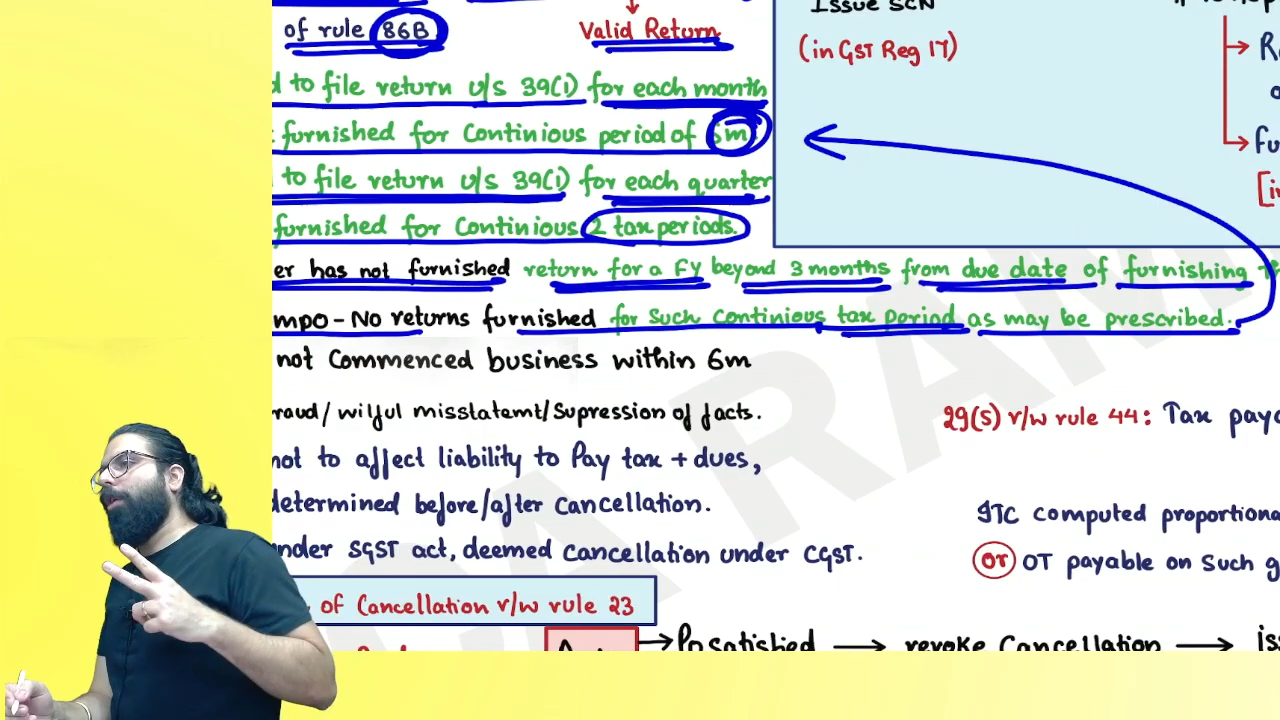 Issue SCN
of rule 86B
Valid Return
(in GST Reg 17)
d to file return u/s 39(1) for each month
furnished for Continious period of 6m
to file return u/s 39(1) for each quarter
furnished for Continious 2 tax periods.
er has not furnished return for a FY beyond 3 months from due date of furnishing
mpo - No returns furnished for such continious tax period as may be prescribed.
not Commenced business within 6m
raud/ wilful misstatemt/Supression of facts.
29(5) r/w rule 44: Tax paya
not to affect liability to Pay tax + dues,
determined before/after Cancellation.
ITC computed proportiona
under SGST act, deemed Cancellation under CGST.
or OT payable on such g
of Cancellation r/w rule 23
Po satisfied → revoke Cancellation → iss
CA RAM